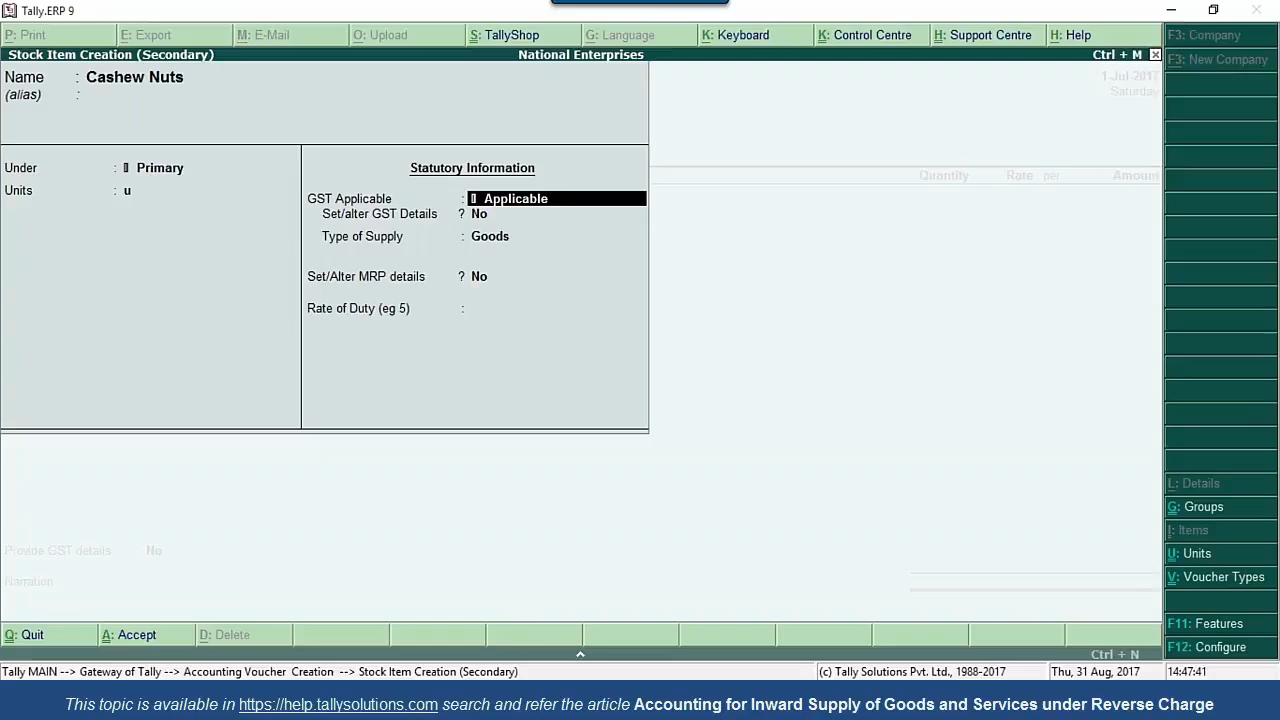 Tally.ERP 9
P: Print E: Export M: E-Mail O: Upload S: TallyShop G: Language K: Keyboard K: Control Centre H: Support Centre H: Help F3: Company
Stock Item Creation (Secondary) National Enterprises Ctrl + M F3: New Company
Name : Cashew Nuts 1-Jul-2017
(alias) : Saturday
Under : Primary Statutory Information
Quantity Rate per Amount
Units : u GST Applicable : Applicable
Set/alter GST Details ? No
Type of Supply : Goods
Set/Alter MRP details ? No
Rate of Duty (eg 5) :
L: Details
G: Groups
I: Items
Provide GST details No U: Units
Narration V: Voucher Types
F11: Features
Q: Quit A: Accept D: Delete
F12: Configure
Ctrl + N
Tally MAIN --> Gateway of Tally --> Accounting Voucher Creation --> Stock Item Creation (Secondary) (c) Tally Solutions Pvt. Ltd., 1988-2017 Thu, 31 Aug, 2017 14:47:41
This topic is available in https://help.tallysolutions.com search and refer the article Accounting for Inward Supply of Goods and Services under Reverse Charge